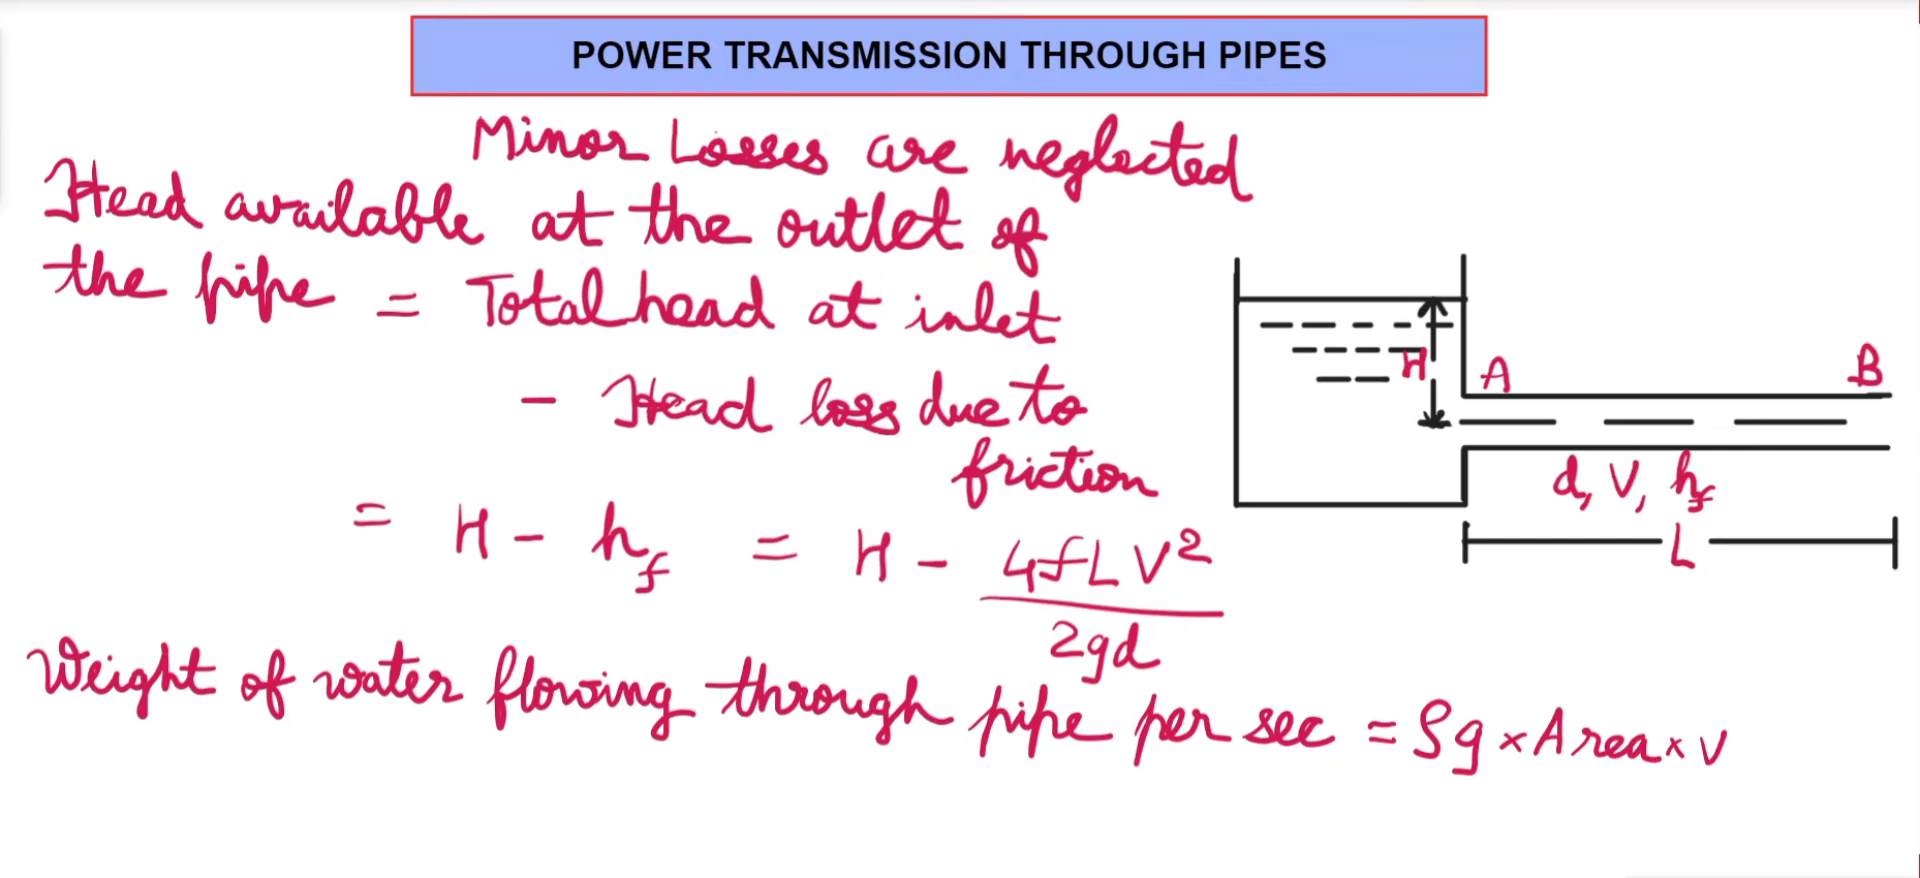 POWER TRANSMISSION THROUGH PIPES
Minor Losses are neglected
Head available at the outlet of
the pipe = Total head at inlet
- Head loss due to
friction
= H - h_f = H - 4fLV²
2gd
Weight of water flowing through pipe per sec = ρg × Area × V
H
A
B
d, V, h_f
L